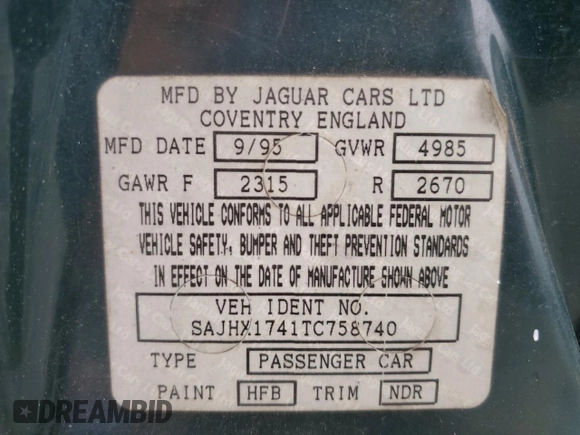 MFD BY JAGUAR CARS LTD
COVENTRY ENGLAND
MFD DATE 9/95 GVWR 4985
GAWR F 2315 R 2670
THIS VEHICLE CONFORMS TO ALL APPLICABLE FEDERAL MOTOR
VEHICLE SAFETY, BUMPER AND THEFT PREVENTION STANDARDS
IN EFFECT ON THE DATE OF MANUFACTURE SHOWN ABOVE
VEH IDENT NO.
SAJHX1741TC758740
TYPE PASSENGER CAR
PAINT HFB TRIM NDR
DREAMBID